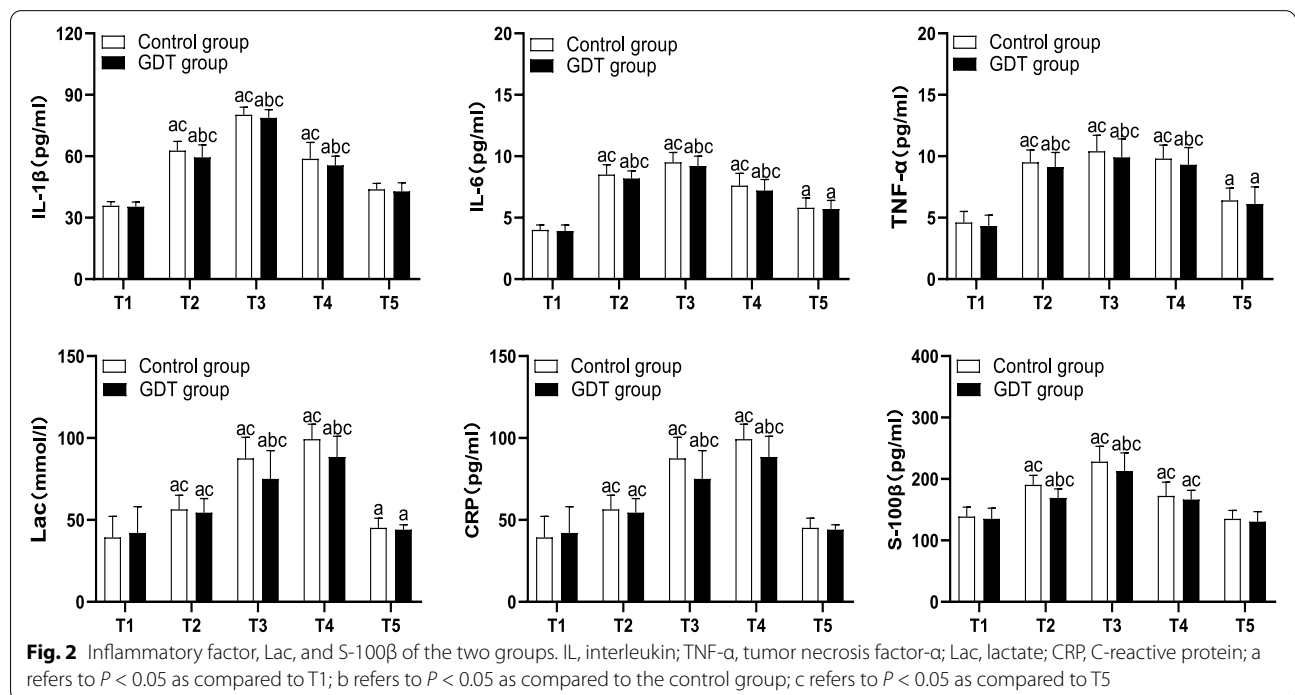 Control group
GDT group
IL-1β(pg/ml)
120
90
60
30
0
ac abc ac abc ac abc
T1 T2 T3 T4 T5
Control group
GDT group
IL-6(pg/ml)
20
15
10
5
0
ac abc ac abc ac abc a a
T1 T2 T3 T4 T5
Control group
GDT group
TNF-α(pg/ml)
20
15
10
5
0
ac abc ac abc ac abc a a
T1 T2 T3 T4 T5
Control group
GDT group
Lac(mmol/l)
150
100
50
0
ac ac ac abc ac abc a a
T1 T2 T3 T4 T5
Control group
GDT group
CRP(pg/ml)
150
100
50
0
ac ac ac abc ac abc
T1 T2 T3 T4 T5
Control group
GDT group
S-100β(pg/ml)
400
300
200
100
0
ac abc ac abc ac ac
T1 T2 T3 T4 T5
Fig. 2 Inflammatory factor, Lac, and S-100β of the two groups. IL, interleukin; TNF-α, tumor necrosis factor-α; Lac, lactate; CRP, C-reactive protein; a
refers to P < 0.05 as compared to T1; b refers to P < 0.05 as compared to the control group; c refers to P < 0.05 as compared to T5